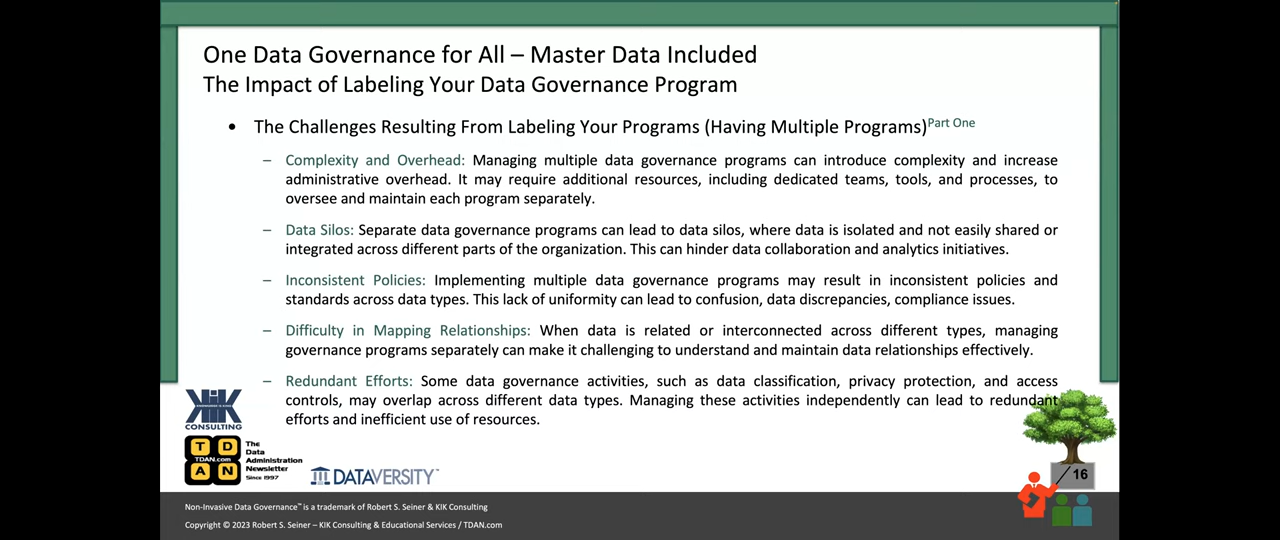 One Data Governance for All – Master Data Included
The Impact of Labeling Your Data Governance Program
• The Challenges Resulting From Labeling Your Programs (Having Multiple Programs)Part One
– Complexity and Overhead: Managing multiple data governance programs can introduce complexity and increase
administrative overhead. It may require additional resources, including dedicated teams, tools, and processes, to
oversee and maintain each program separately.
– Data Silos: Separate data governance programs can lead to data silos, where data is isolated and not easily shared or
integrated across different parts of the organization. This can hinder data collaboration and analytics initiatives.
– Inconsistent Policies: Implementing multiple data governance programs may result in inconsistent policies and
standards across data types. This lack of uniformity can lead to confusion, data discrepancies, compliance issues.
– Difficulty in Mapping Relationships: When data is related or interconnected across different types, managing
governance programs separately can make it challenging to understand and maintain data relationships effectively.
– Redundant Efforts: Some data governance activities, such as data classification, privacy protection, and access
controls, may overlap across different data types. Managing these activities independently can lead to redundant
efforts and inefficient use of resources.
KIK
CONSULTING
T D
TDAN.com
A N
The
Data
Administration
Newsletter
Since 1997
DATAVERSITY™
16
Non-Invasive Data Governance™ is a trademark of Robert S. Seiner & KIK Consulting
Copyright © 2023 Robert S. Seiner – KIK Consulting & Educational Services / TDAN.com